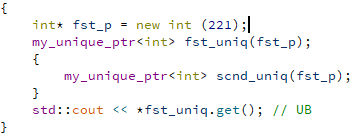 {
int* fst_p = new int (221);
my_unique_ptr<int> fst_uniq(fst_p);
{
my_unique_ptr<int> scnd_uniq(fst_p);
}
std::cout << *fst_uniq.get(); // UB
}